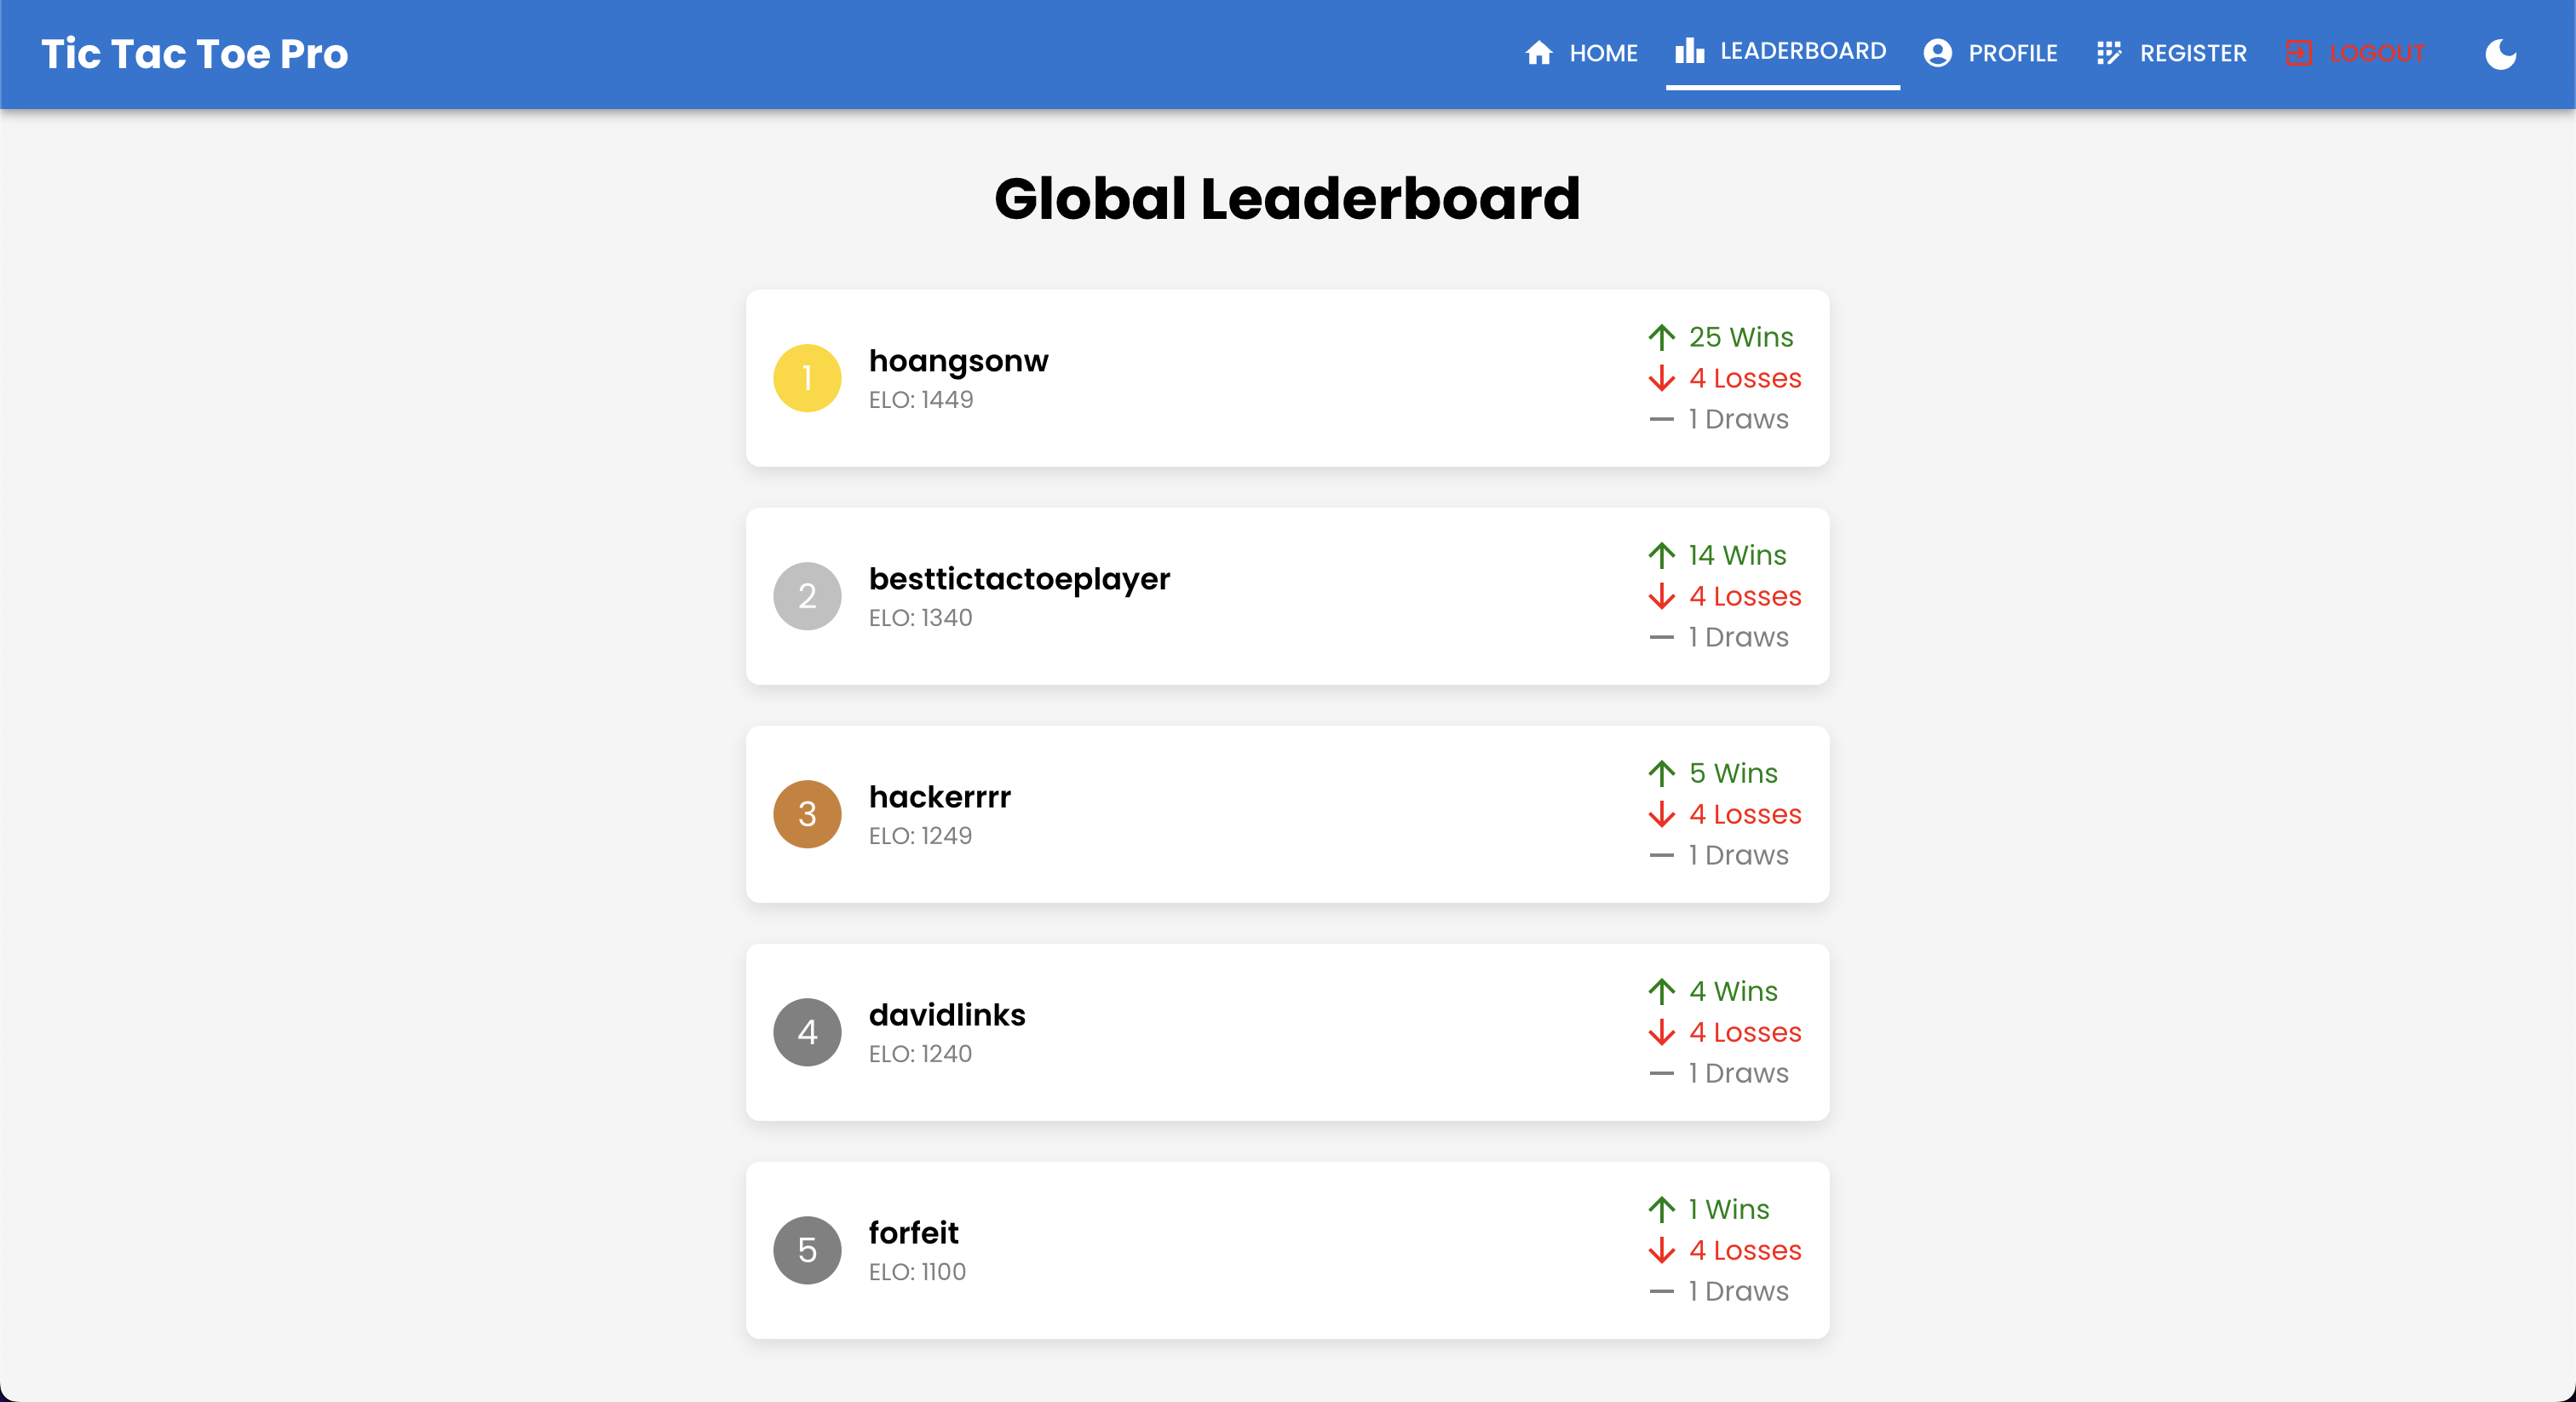 Tic Tac Toe Pro
HOME
LEADERBOARD
PROFILE
REGISTER
LOGOUT
Global Leaderboard
1
hoangsonw
ELO: 1449
25 Wins
4 Losses
1 Draws
2
besttictactoeplayer
ELO: 1340
14 Wins
4 Losses
1 Draws
3
hackerrrr
ELO: 1249
5 Wins
4 Losses
1 Draws
4
davidlinks
ELO: 1240
4 Wins
4 Losses
1 Draws
5
forfeit
ELO: 1100
1 Wins
4 Losses
1 Draws